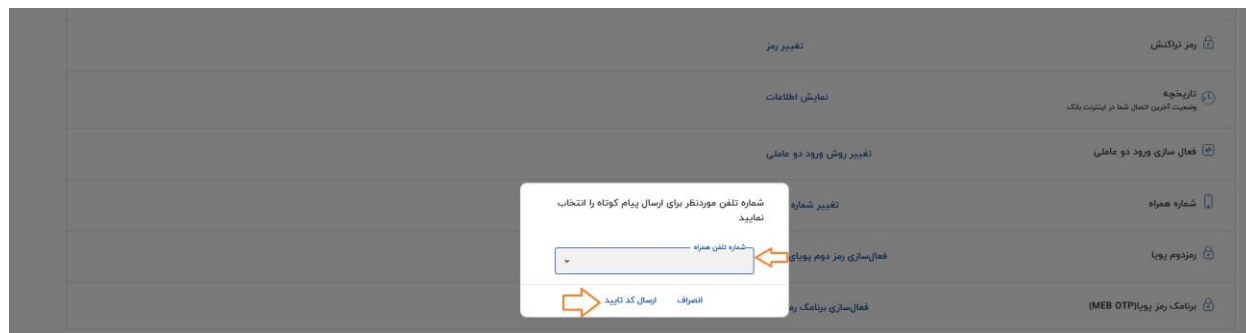 رمز تراکنش
تغییر رمز
تاریخچه
وضعیت آخرین اتصال شما در اینترنت بانک
نمایش اطلاعات
فعال سازی ورود دو عاملی
تغییر روش ورود دو عاملی
شماره همراه
تغییر شماره
شماره تلفن موردنظر برای ارسال پیام کوتاه را انتخاب
نمایید
شماره تلفن همراه
رمزدوم پویا
فعال‌سازی رمز دوم پویای
انصراف
ارسال کد تایید
برنامک رمز پویا(MEB OTP)
فعال‌سازی برنامک